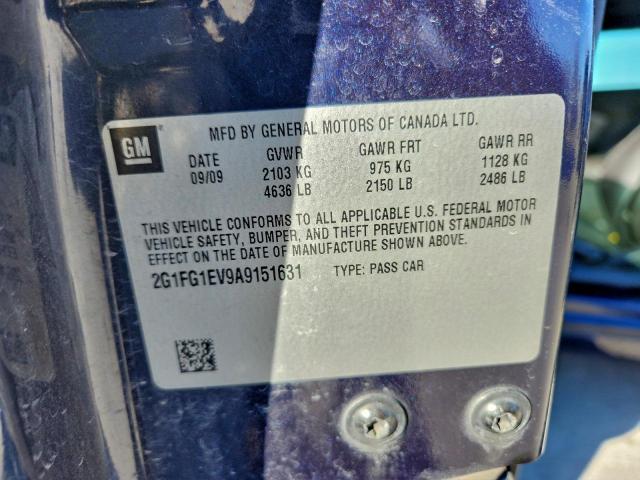 GM
MFD BY GENERAL MOTORS OF CANADA LTD.
DATE GVWR GAWR FRT GAWR RR
09/09 2103 KG 975 KG 1128 KG
4636 LB 2150 LB 2486 LB
THIS VEHICLE CONFORMS TO ALL APPLICABLE U.S. FEDERAL MOTOR
VEHICLE SAFETY, BUMPER, AND THEFT PREVENTION STANDARDS IN
EFFECT ON THE DATE OF MANUFACTURE SHOWN ABOVE.
2G1FG1EV9A9151631 TYPE: PASS CAR